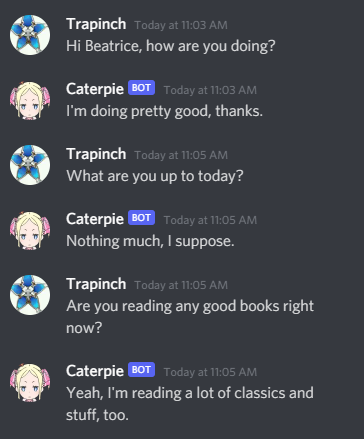 Trapinch Today at 11:03 AM
Hi Beatrice, how are you doing?
Caterpie BOT Today at 11:03 AM
I'm doing pretty good, thanks.
Trapinch Today at 11:05 AM
What are you up to today?
Caterpie BOT Today at 11:05 AM
Nothing much, I suppose.
Trapinch Today at 11:05 AM
Are you reading any good books right
now?
Caterpie BOT Today at 11:05 AM
Yeah, I'm reading a lot of classics and
stuff, too.